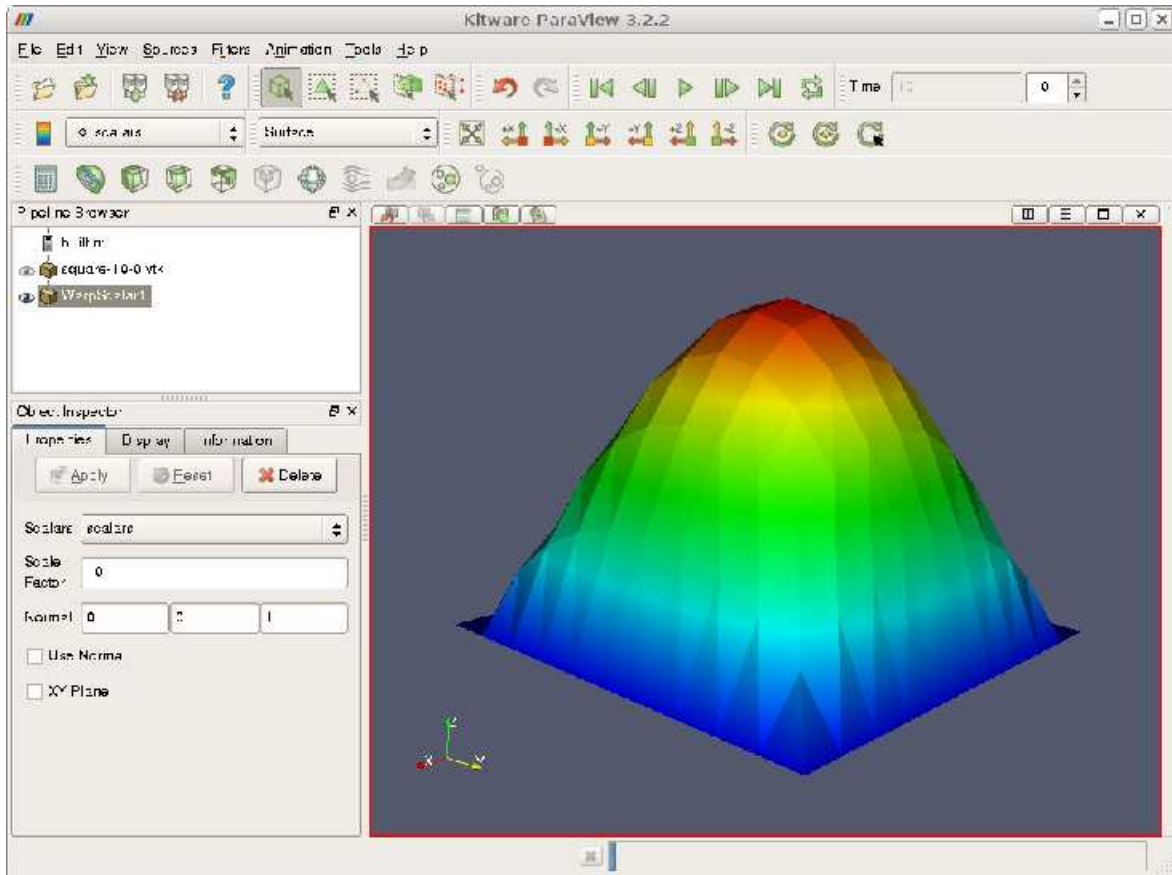 Kitware ParaView 3.2.2
File Edit View Sources Filters Animation Tools Help
Time 0
scalars Surface
+X -X +Y -Y +Z -Z
Pipeline Browser
builtin:
square-10-0.vtk
WarpScalar1
Object Inspector
Properties Display Information
Apply Reset Delete
Scalars scalars
Scale
Factor
Normal 0 1
Use Normal
XY Plane
Z
X Y